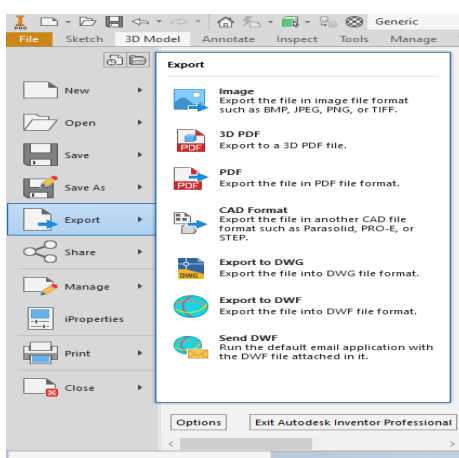 PRO
Generic
File Sketch 3D Model Annotate Inspect Tools Manage
Export
New
Open
Save
Save As
Export
Share
Manage
iProperties
Print
Close
Image
Export the file in image file format
such as BMP, JPEG, PNG, or TIFF.
PDF
3D PDF
Export to a 3D PDF file.
PDF
PDF
Export the file in PDF file format.
CAD Format
Export the file in another CAD file
format such as Parasolid, PRO-E, or
STEP.
DWG
Export to DWG
Export the file into DWG file format.
Export to DWF
Export the file into DWF file format.
Send DWF
Run the default email application with
the DWF file attached in it.
Options Exit Autodesk Inventor Professional